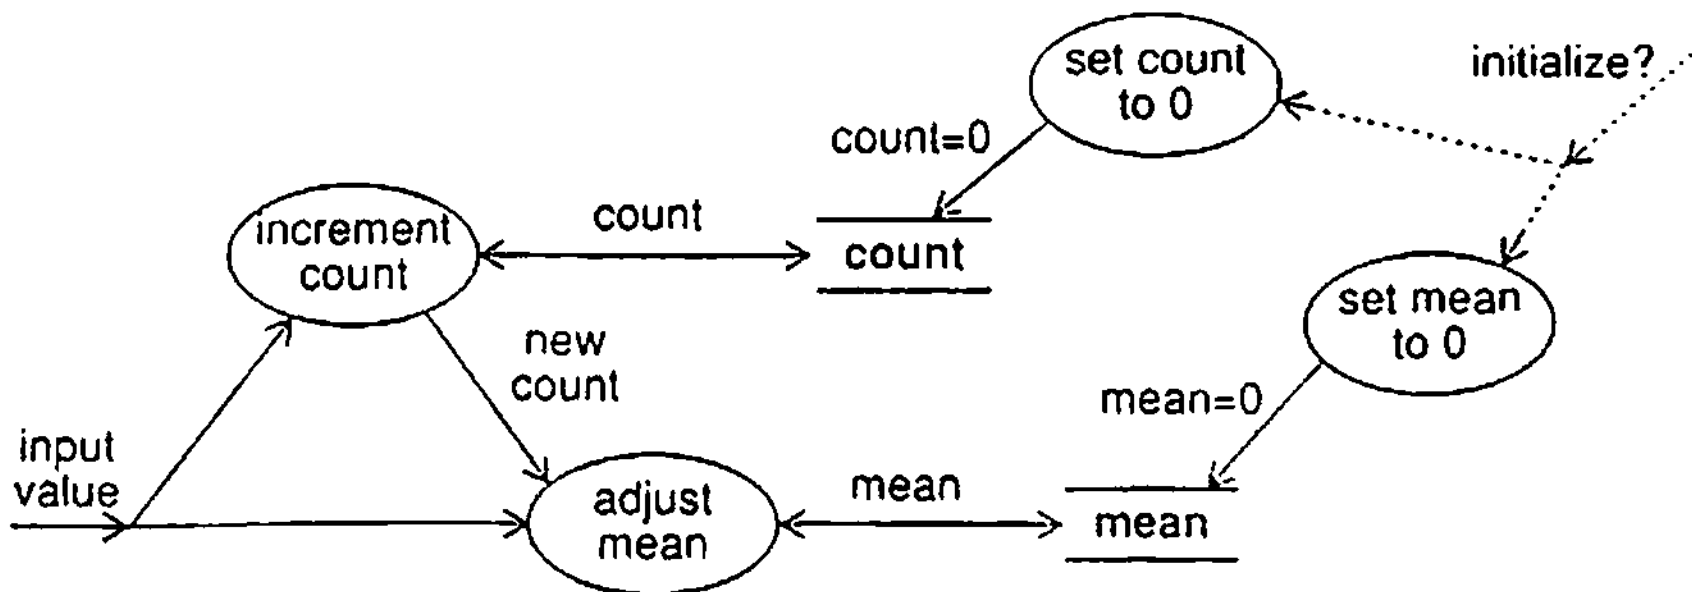 set count
to 0
initialize?
count=0
increment
count
count
count
set mean
to 0
new
count
mean=0
input
value
adjust
mean
mean
mean